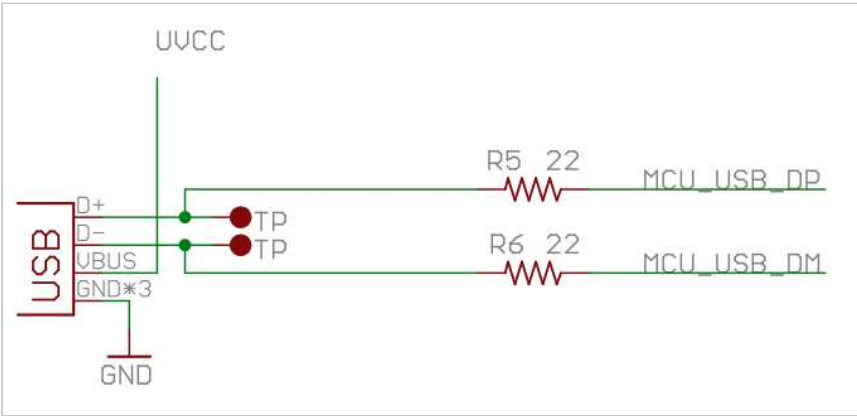 UVCC
R5 22
MCU_USB_DP
D+
TP
D-
TP
R6 22
VBUS
MCU_USB_DM
USB
GND*3
GND